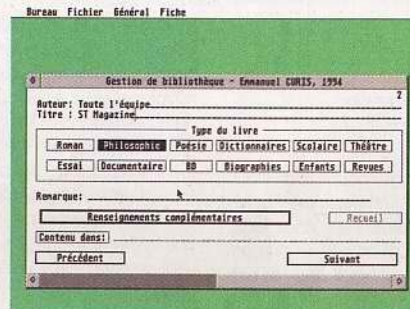 Bureau Fichier Général Fiche
Gestion de bibliothèque - Emmanuel CURIS, 1994
2
Auteur: Toute l'équipe
Titre : ST Magazine
Type du livre
Roman Philosophie Poésie Dictionnaires Scolaire Théâtre
Essai Documentaire BD Biographies Enfants Revues
Remarque:
Renseignements complémentaires Recueil
Contenu dans:
Précédent Suivant